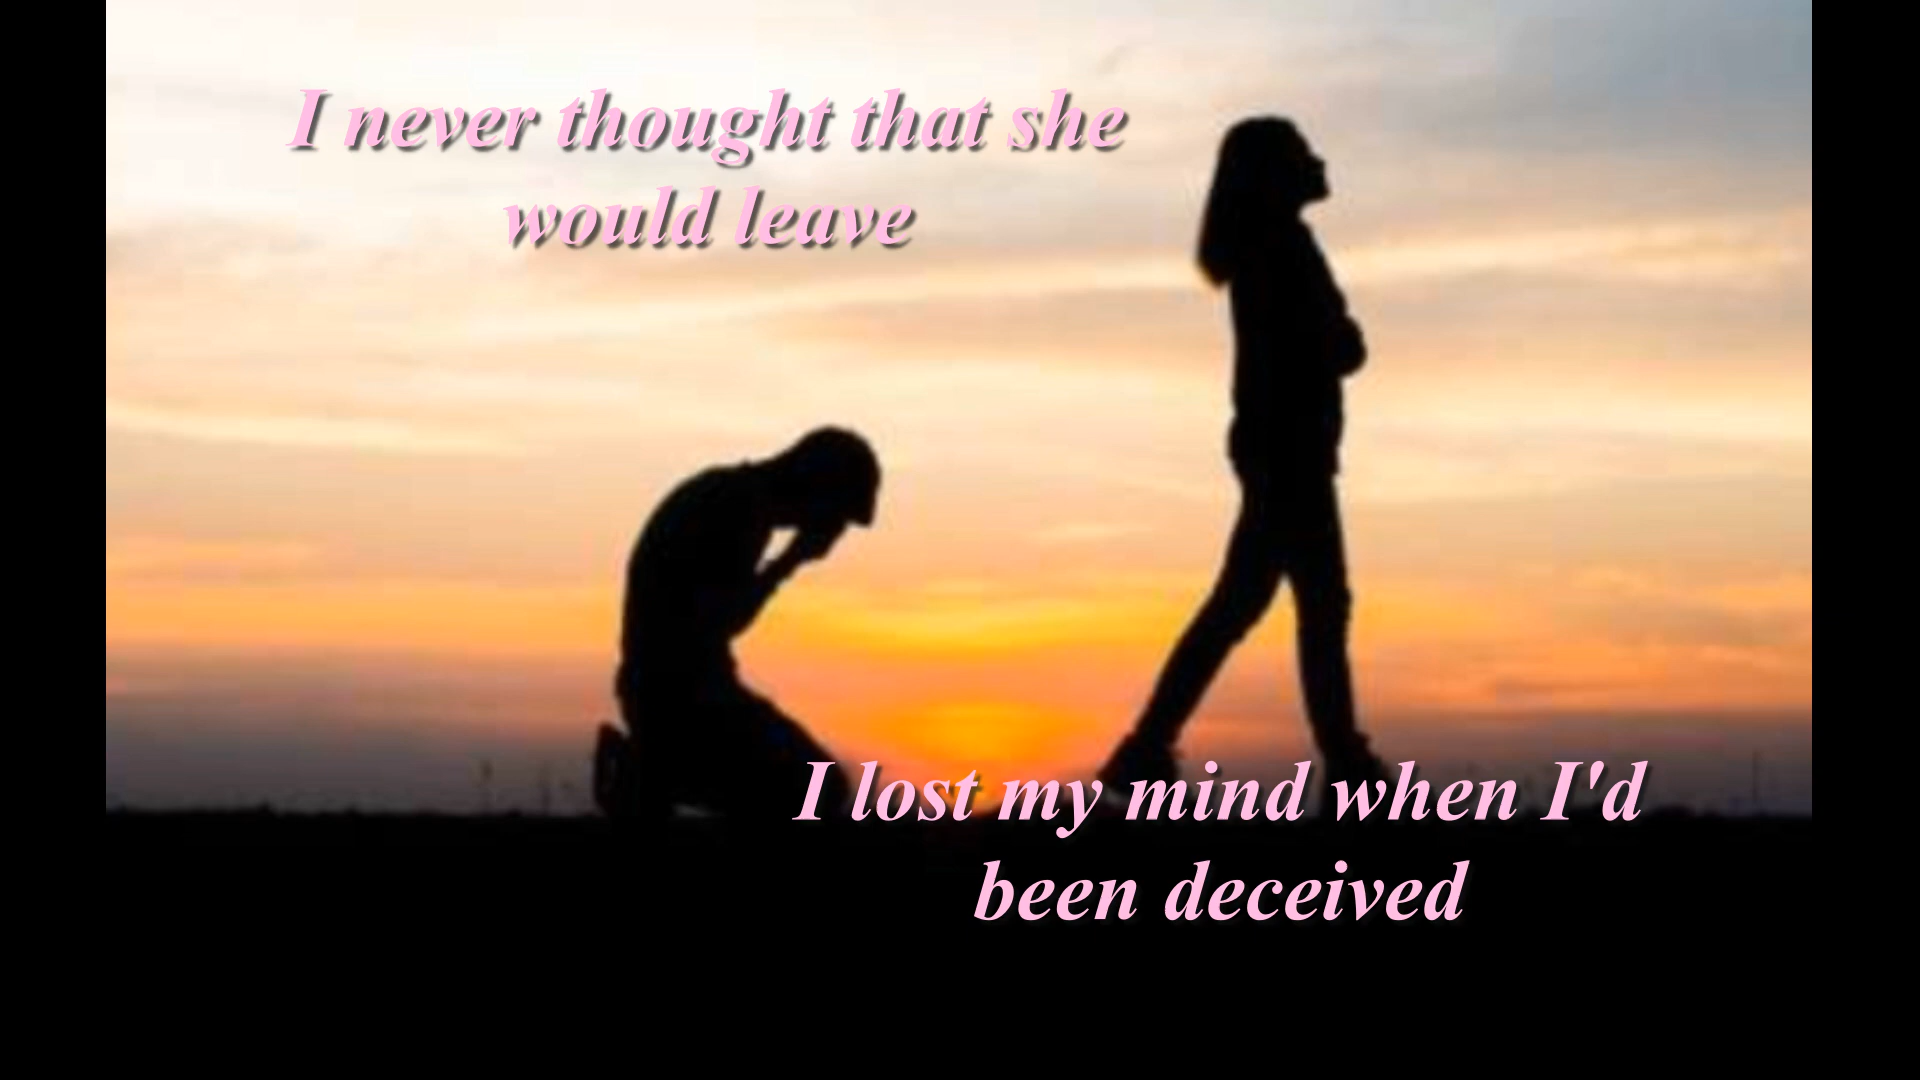 I never thought that she
would leave
I lost my mind when I'd
been deceived